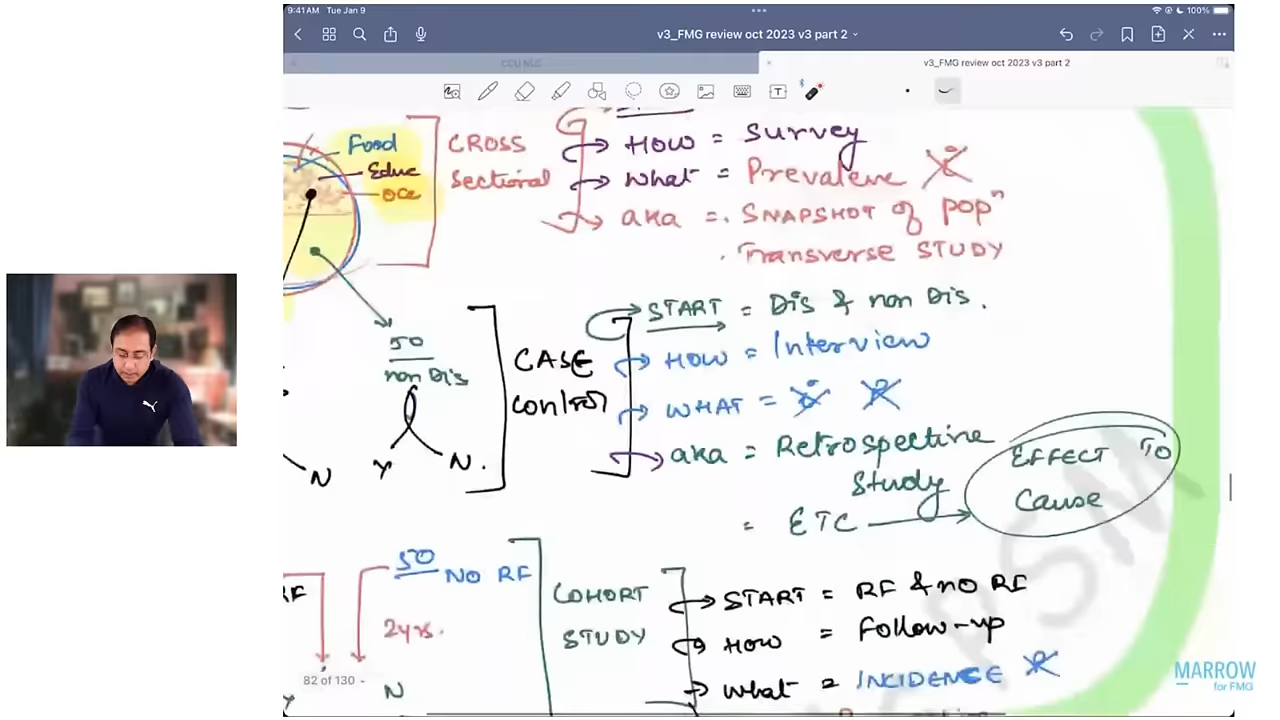 9:41 AM Tue Jan 9
100%
v3_FMG review oct 2023 v3 part 2
CCU NLC
v3_FMG review oct 2023 v3 part 2
Food
Educ
Occ
CROSS
Sectional
HOW = Survey
What = Prevalence
aka = . SNAPSHOT of popn
. Transverse STUDY
50
non Dis
Y N.
N
CASE
Control
START = Dis & non Dis.
HOW = Interview
WHAT =
aka = Retrospective
Study
= ETC
EFFECT TO
Cause
RF
50 NO RF
2yrs.
N
COHORT
STUDY
START = RF & no RF
HOW = Follow-up
What = INCIDENCE
82 of 130
MARROW
for FMG